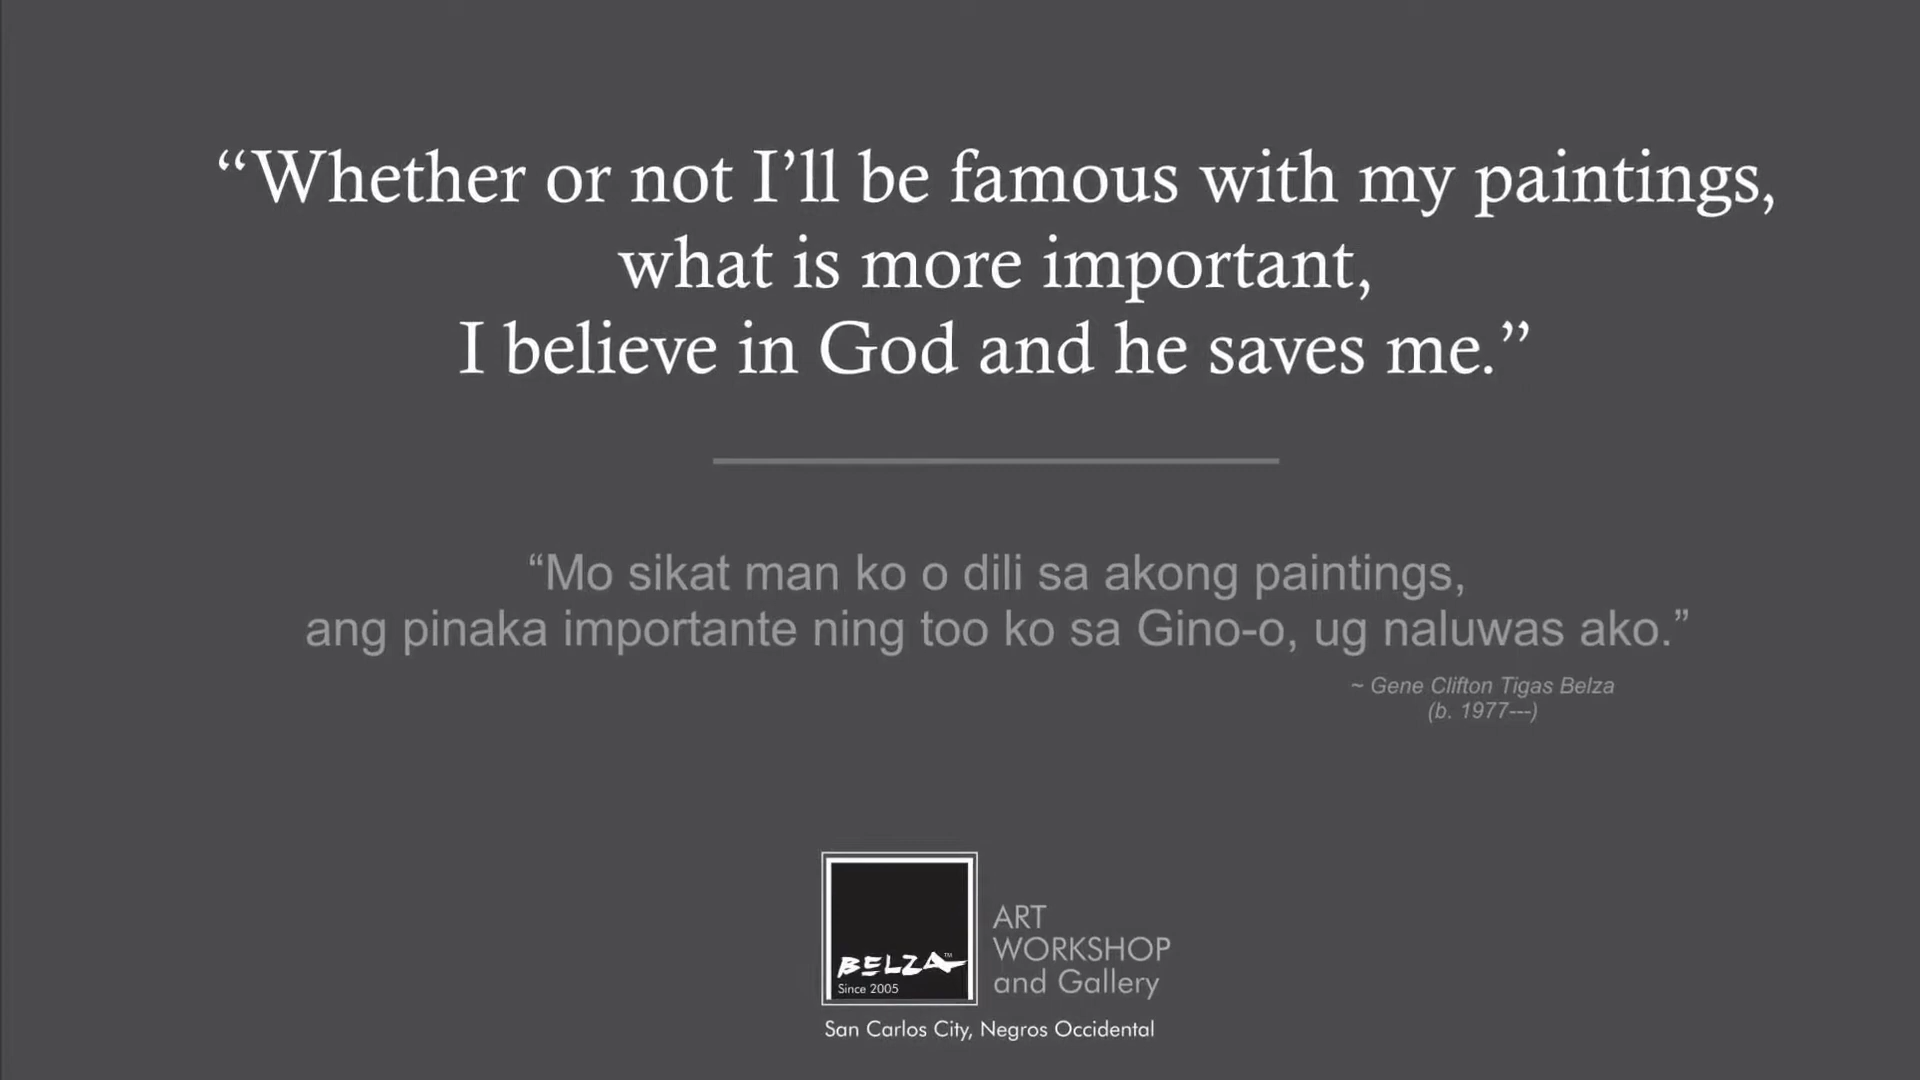 “Whether or not I’ll be famous with my paintings,
what is more important,
I believe in God and he saves me.”
“Mo sikat man ko o dili sa akong paintings,
ang pinaka importante ning too ko sa Gino-o, ug naluwas ako.”
~ Gene Clifton Tigas Belza
(b. 1977---)
BELZA™
Since 2005
ART
WORKSHOP
and Gallery
San Carlos City, Negros Occidental